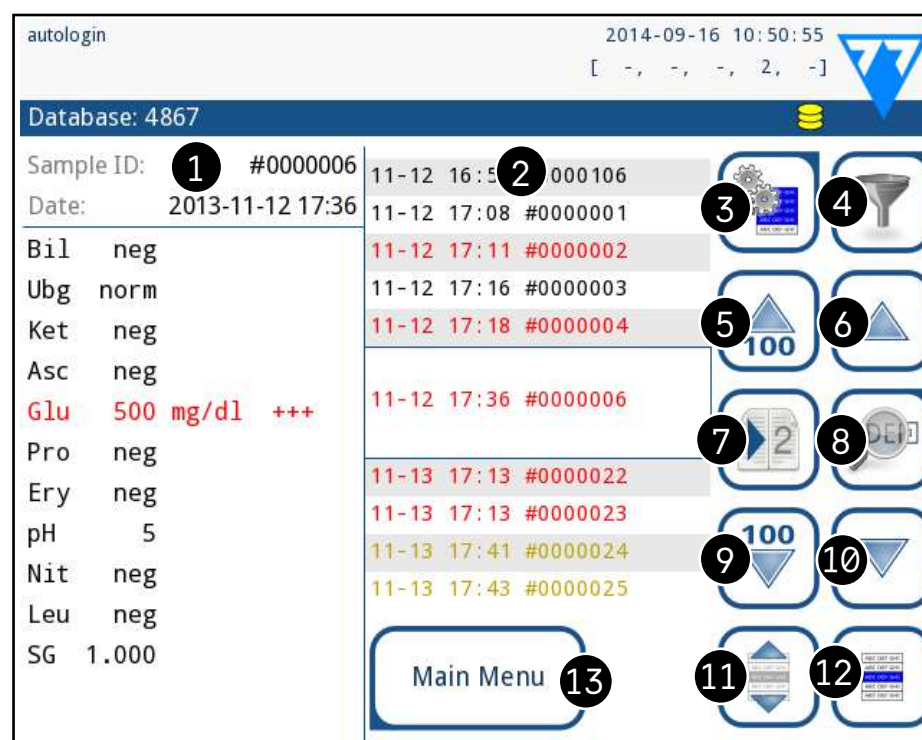 autologin
2014-09-16 10:50:55
[ -, -, -, 2, -]
77
Database: 4867
Sample ID: 1 #0000006
Date: 2013-11-12 17:36
Bil neg
Ubg norm
Ket neg
Asc neg
Glu 500 mg/dl +++
Pro neg
Ery neg
pH 5
Nit neg
Leu neg
SG 1.000
11-12 16:5 2 000106
11-12 17:08 #0000001
11-12 17:11 #0000002
11-12 17:16 #0000003
11-12 17:18 #0000004
11-12 17:36 #0000006
11-13 17:13 #0000022
11-13 17:13 #0000023
11-13 17:41 #0000024
11-13 17:43 #0000025
Main Menu 13
3
4
5 100
6
7 2
8 DEF
9 100
10
11
12